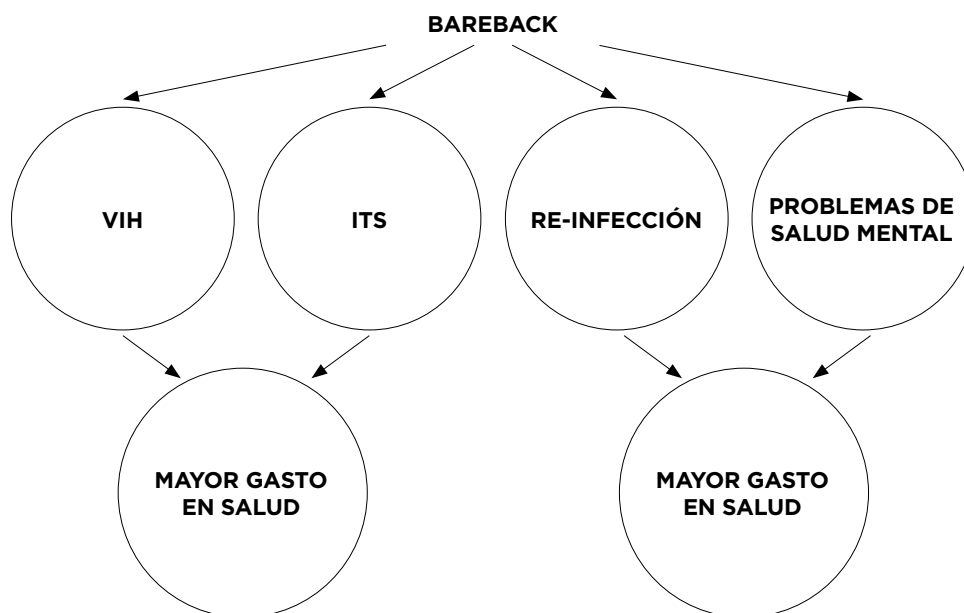 BAREBACK
VIH
ITS
RE-INFECCIÓN
PROBLEMAS DE
SALUD MENTAL
MAYOR GASTO
EN SALUD
MAYOR GASTO
EN SALUD